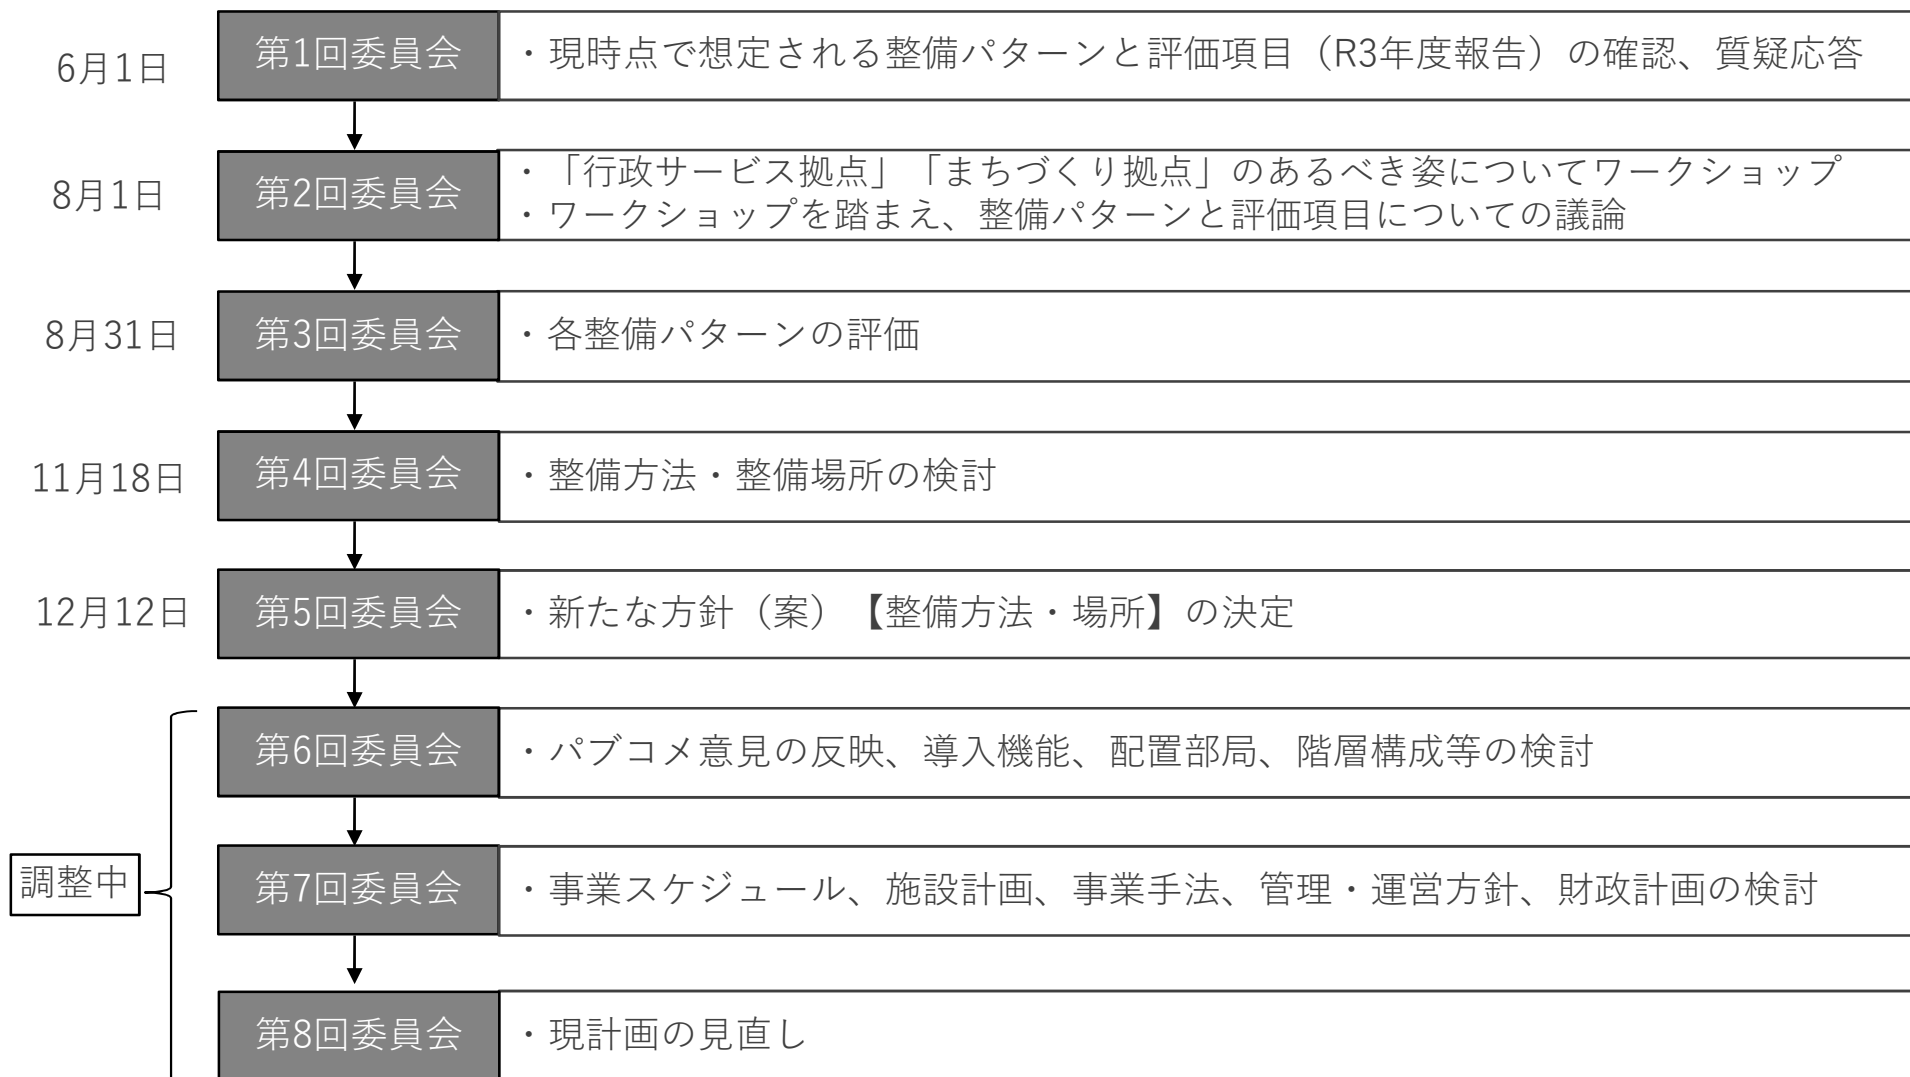 6月1日
第1回委員会
・現時点で想定される整備パターンと評価項目（R3年度報告）の確認、質疑応答
8月1日
第2回委員会
・「行政サービス拠点」「まちづくり拠点」のあるべき姿についてワークショップ
・ワークショップを踏まえ、整備パターンと評価項目についての議論
8月31日
第3回委員会
・各整備パターンの評価
11月18日
第4回委員会
・整備方法・整備場所の検討
12月12日
第5回委員会
・新たな方針（案）【整備方法・場所】の決定
第6回委員会
・パブコメ意見の反映、導入機能、配置部局、階層構成等の検討
調整中
第7回委員会
・事業スケジュール、施設計画、事業手法、管理・運営方針、財政計画の検討
第8回委員会
・現計画の見直し